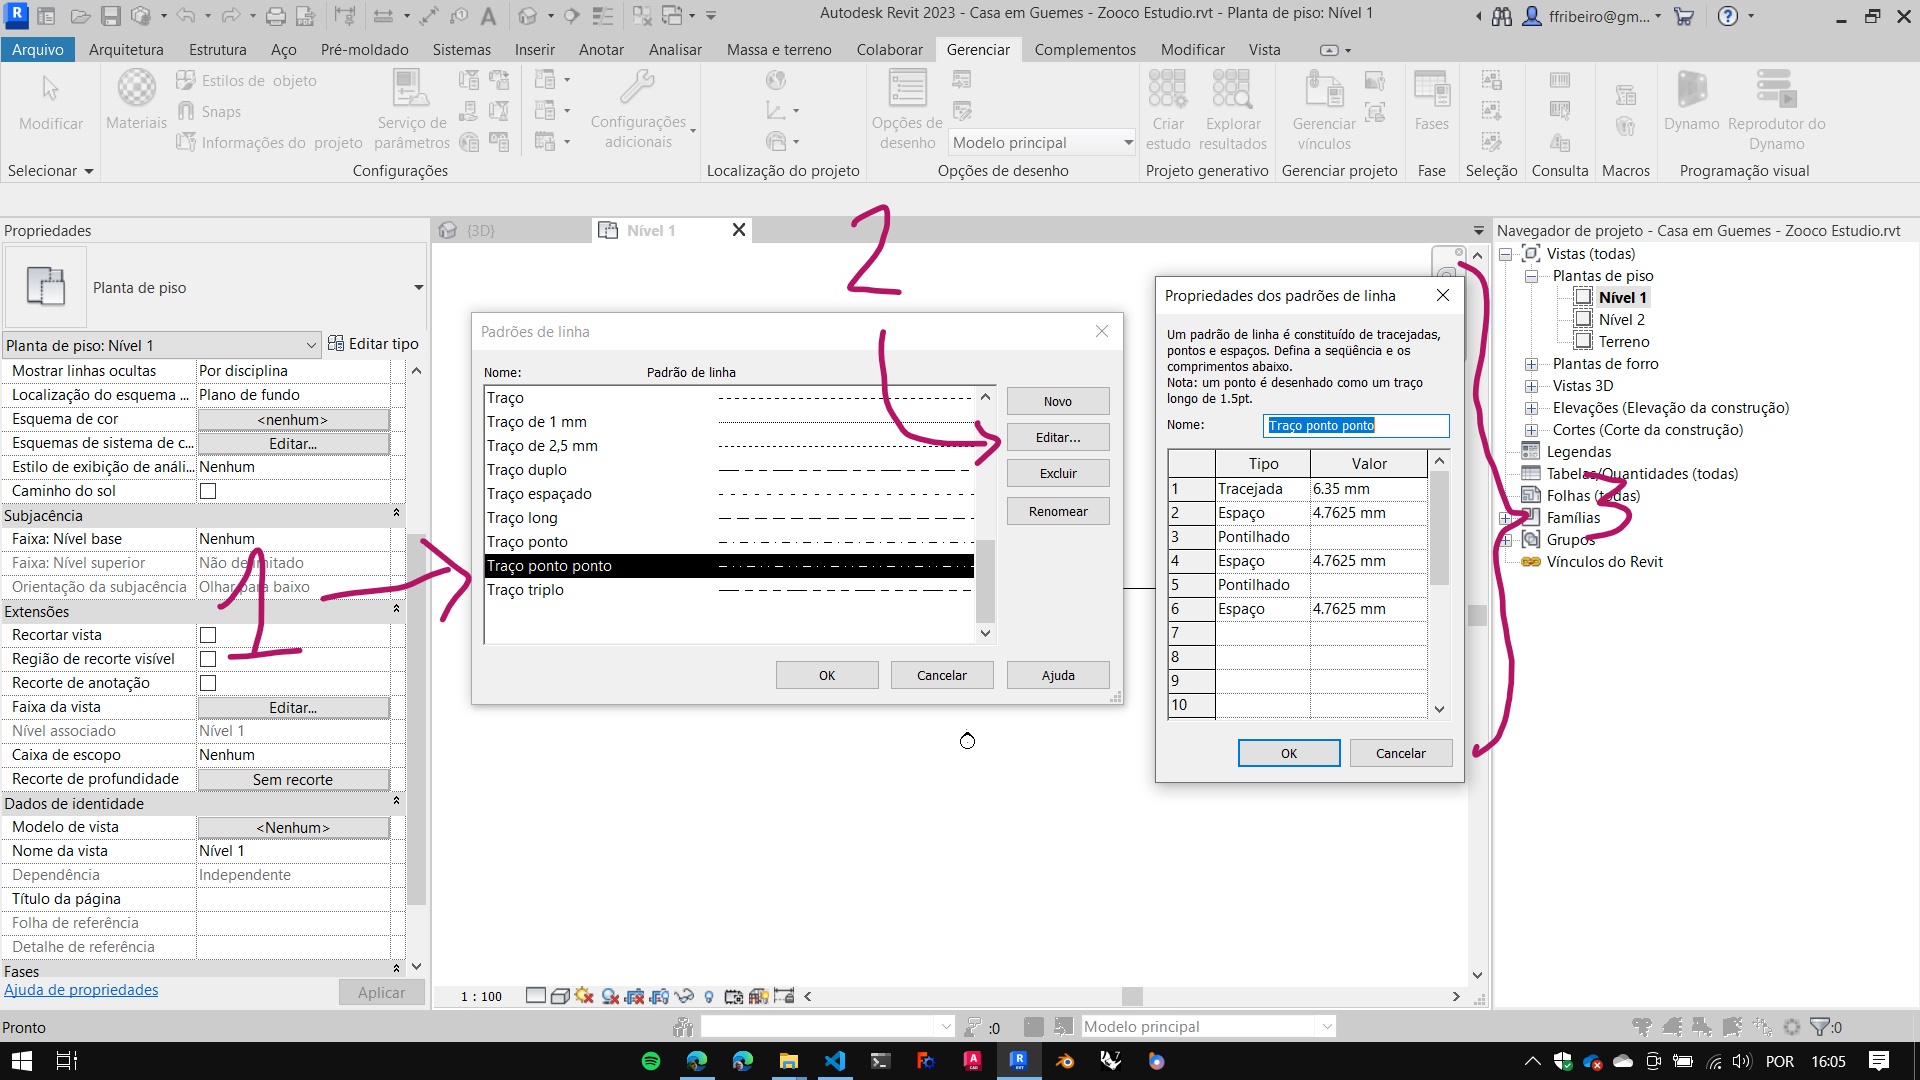 Autodesk Revit 2023 - Casa em Guemes - Zooco Estudio.rvt - Planta de piso: Nível 1
ffribeiro@gm...
Arquivo Arquitetura Estrutura Aço Pré-moldado Sistemas Inserir Anotar Analisar Massa e terreno Colaborar Gerenciar Complementos Modificar Vista
Modificar
Materiais
Estilos de objeto
Snaps
Informações do projeto
Serviço de parâmetros
Configurações adicionais
Opções de desenho
Modelo principal
Criar estudo
Explorar resultados
Gerenciar vínculos
Fases
Dynamo
Reprodutor do Dynamo
Selecionar
Configurações
Localização do projeto
Opções de desenho
Projeto generativo
Gerenciar projeto
Fase
Seleção
Consulta
Macros
Programação visual
Propriedades
Planta de piso
Planta de piso: Nível 1
Editar tipo
Mostrar linhas ocultas Por disciplina
Localização do esquema ... Plano de fundo
Esquema de cor <nenhum>
Esquemas de sistema de c... Editar...
Estilo de exibição de análi... Nenhum
Caminho do sol
Subjacência
Faixa: Nível base Nenhum
Faixa: Nível superior Não delimitado
Orientação da subjacência Olhar para baixo
Extensões
Recortar vista
Região de recorte visível
Recorte de anotação
Faixa da vista Editar...
Nível associado Nível 1
Caixa de escopo Nenhum
Recorte de profundidade Sem recorte
Dados de identidade
Modelo de vista <Nenhum>
Nome da vista Nível 1
Dependência Independente
Título da página
Folha de referência
Detalhe de referência
Fases
Ajuda de propriedades
Aplicar
1
{3D}
Nível 1
2
Padrões de linha
Nome: Padrão de linha
Traço
Traço de 1 mm
Traço de 2,5 mm
Traço duplo
Traço espaçado
Traço long
Traço ponto
Traço ponto ponto
Traço triplo
Novo
Editar...
Excluir
Renomear
OK Cancelar Ajuda
Propriedades dos padrões de linha
Um padrão de linha é constituído de tracejadas,
pontos e espaços. Defina a seqüência e os
comprimentos abaixo.
Nota: um ponto é desenhado como um traço
longo de 1.5pt.
Nome: Traço ponto ponto
Tipo Valor
1 Tracejada 6.35 mm
2 Espaço 4.7625 mm
3 Pontilhado
4 Espaço 4.7625 mm
5 Pontilhado
6 Espaço 4.7625 mm
7
8
9
10
OK Cancelar
3
Navegador de projeto - Casa em Guemes - Zooco Estudio.rvt
Vistas (todas)
Plantas de piso
Nível 1
Nível 2
Terreno
Plantas de forro
Vistas 3D
Elevações (Elevação da construção)
Cortes (Corte da construção)
Legendas
Tabelas/Quantidades (todas)
Folhas (todas)
Famílias
Grupos
Vínculos do Revit
1 : 100
Pronto
:0
Modelo principal
:0
POR 16:05